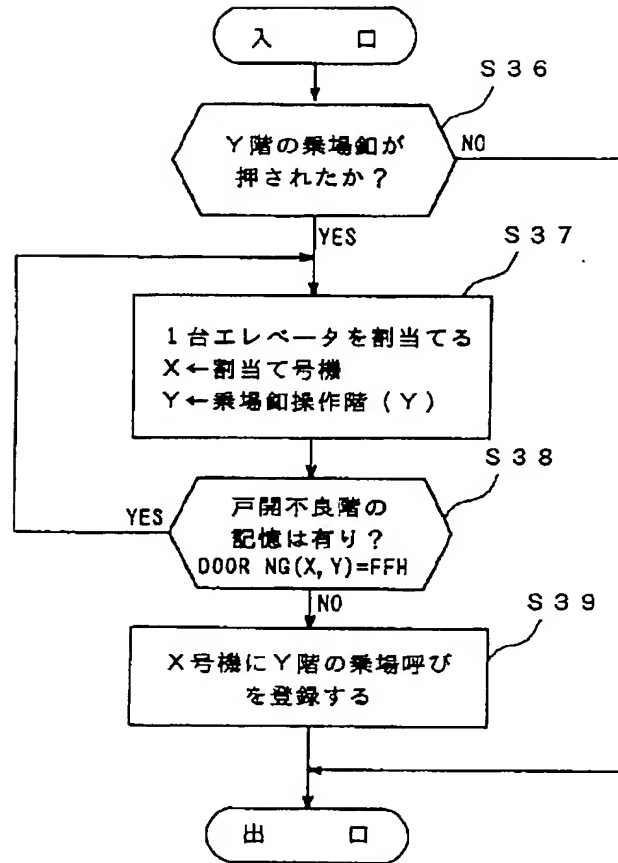 入 口
S36
Y階の乗場釦が
押されたか?
NO
YES
S37
1台エレベータを割当てる
X←割当て号機
Y←乗場釦操作階(Y)
S38
戸開不良階の
記憶は有り?
DOOR NG(X,Y)=FFH
YES
NO
S39
X号機にY階の乗場呼び
を登録する
出 口